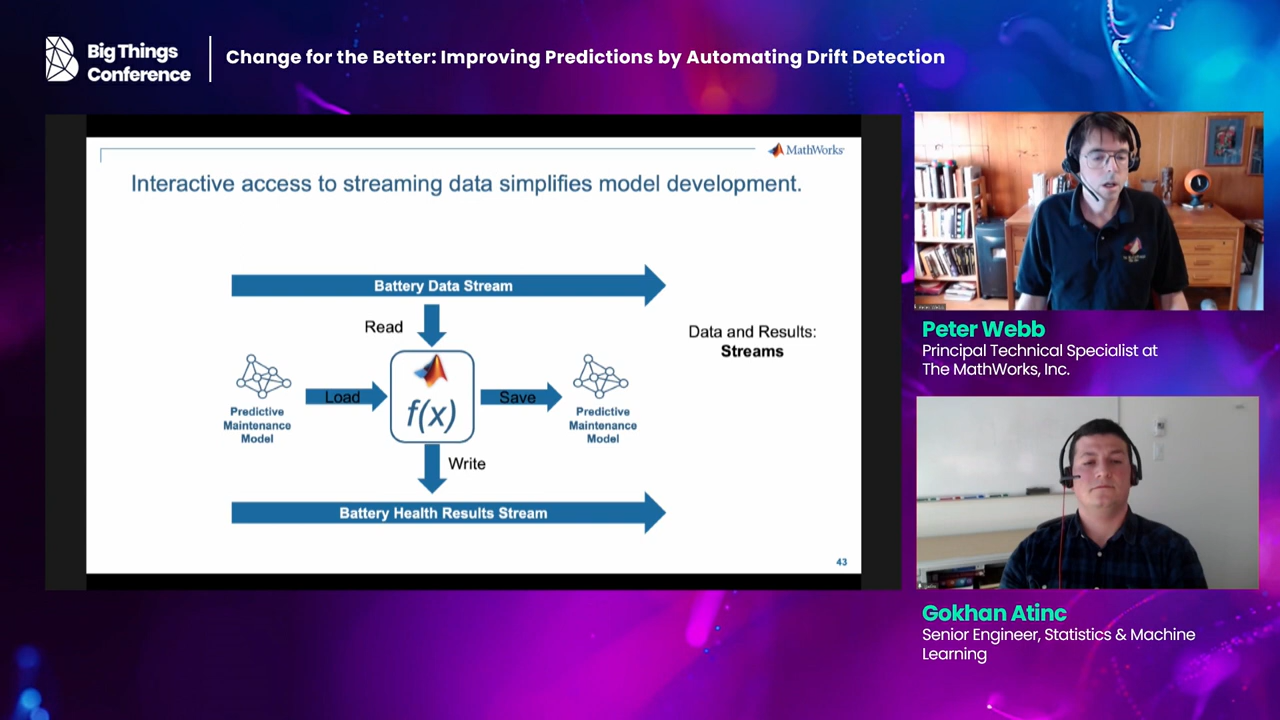 Big Things
Conference
Change for the Better: Improving Predictions by Automating Drift Detection
MathWorks®
Interactive access to streaming data simplifies model development.
Battery Data Stream
Read
Data and Results:
Streams
Load
f(x)
Save
Predictive
Maintenance
Model
Predictive
Maintenance
Model
Write
Battery Health Results Stream
43
Peter Webb
Principal Technical Specialist at
The MathWorks, Inc.
Gokhan Atinc
Senior Engineer, Statistics & Machine
Learning